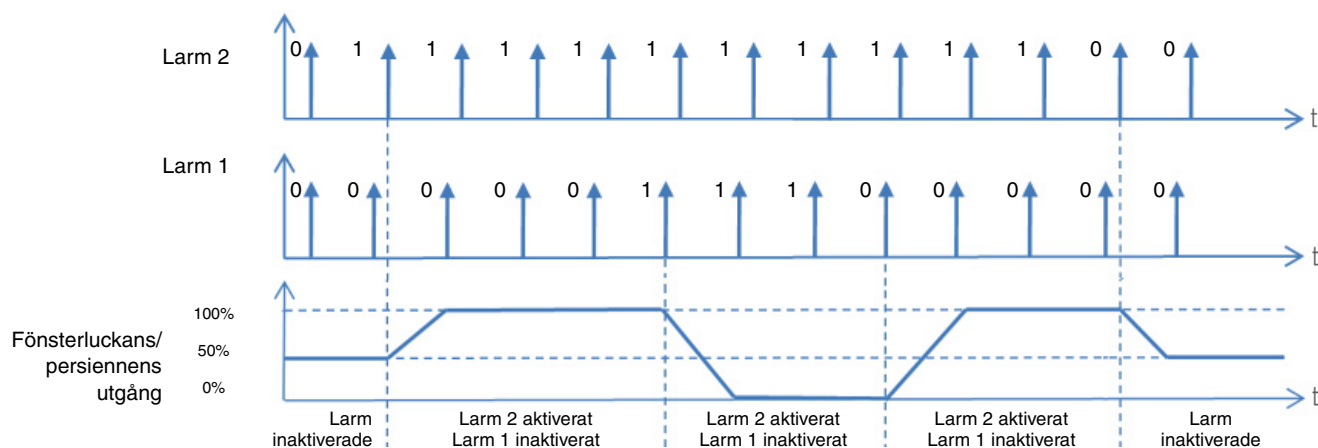 Larm 2
0 1 1 1 1 1 1 1 1 1 1 0 0
t
Larm 1
0 0 0 0 0 1 1 1 0 0 0 0 0
t
Fönsterluckans/
persiennens
utgång
100%
50%
0%
t
Larm
inaktiverade
Larm 2 aktiverat
Larm 1 inaktiverat
Larm 2 aktiverat
Larm 1 inaktiverat
Larm 2 aktiverat
Larm 1 inaktiverat
Larm
inaktiverade